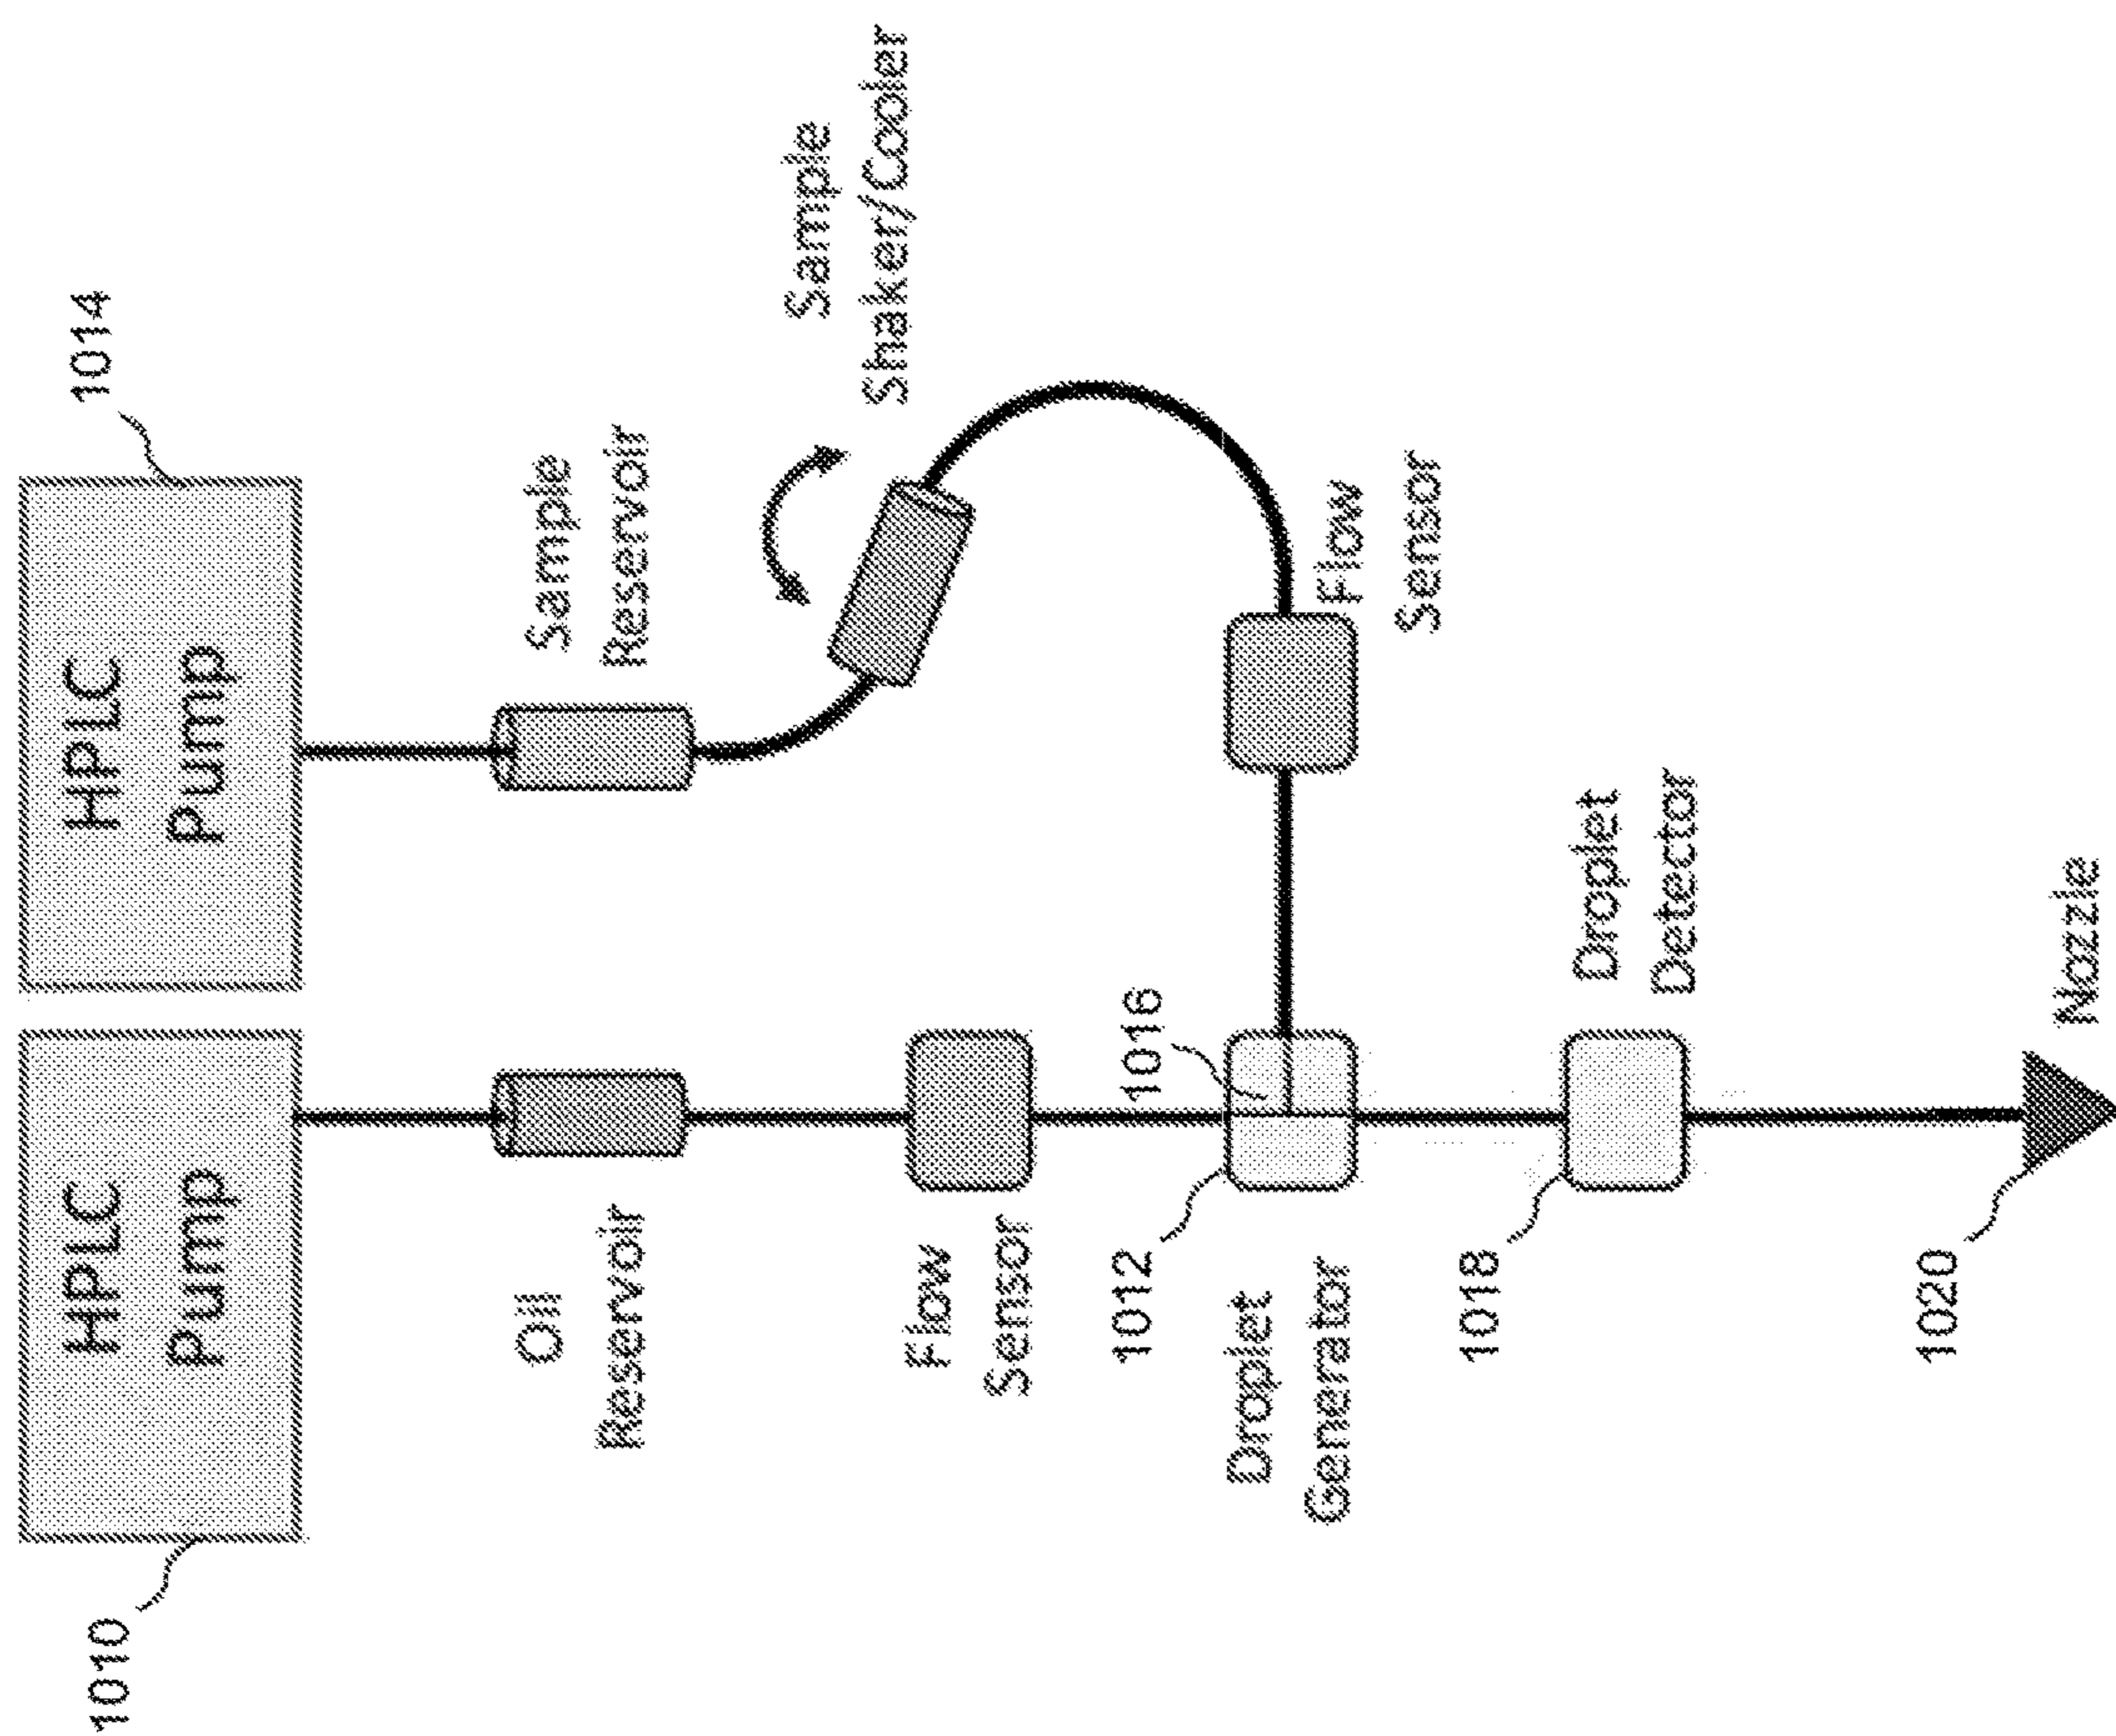 1010
HPLC
Pump
1014
HPLC
Pump
Oil
Reservoir
Sample
Reservoir
Sample
Shaker/Cooler
Flow
Sensor
Flow
Sensor
1012
1016
Droplet
Generator
1018
Droplet
Detector
1020
Nozzle